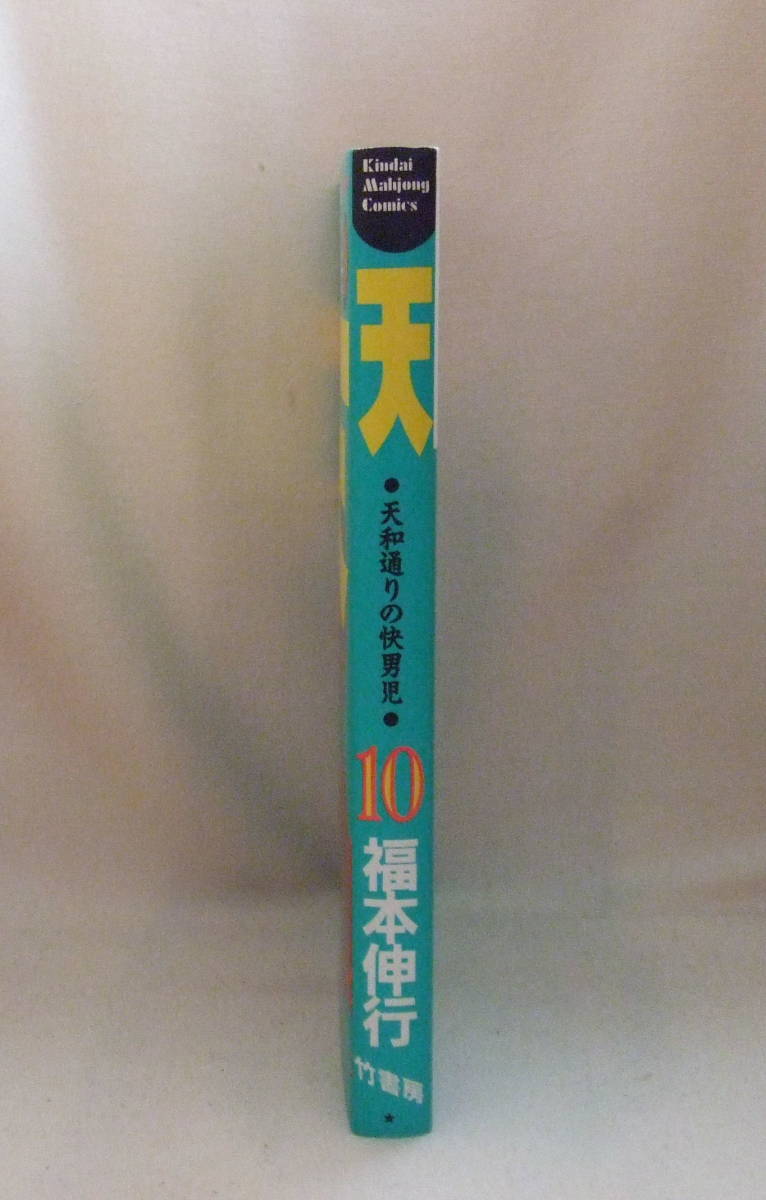 Kindai
Mahjong
Comics
天
●天和通りの快男児●
10
福本伸行
竹書房
★